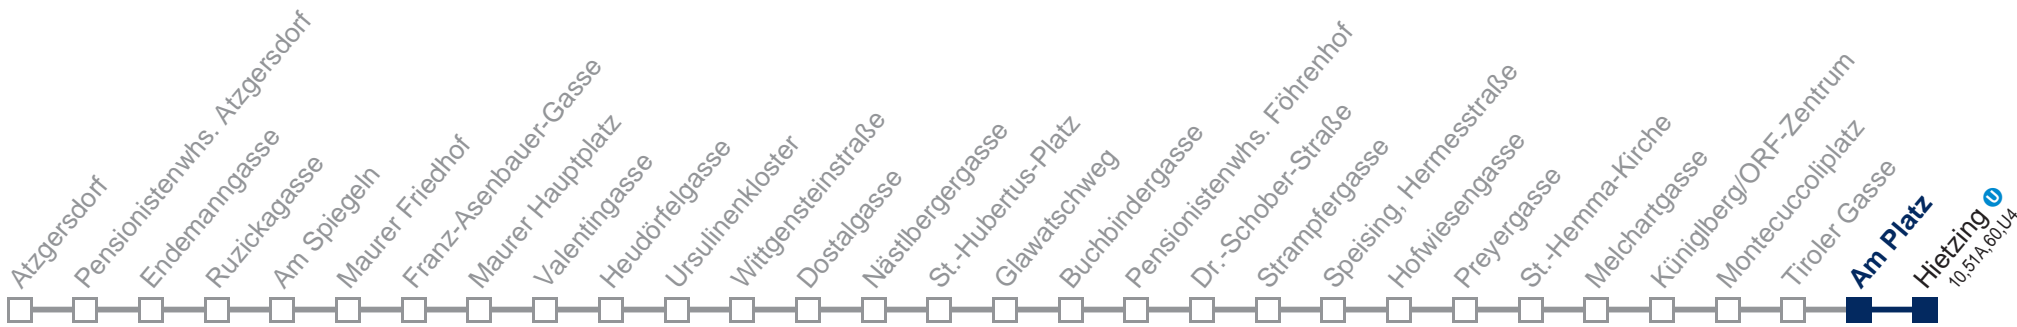 Atzgersdorf
Pensionistenwhs. Atzgersdorf
Endemanngasse
Ruzickagasse
Am Spiegeln
Maurer Friedhof
Franz-Asenbauer-Gasse
Maurer Hauptplatz
Valentingasse
Heudörfelgasse
Ursulinenkloster
Wittgensteinstraße
Dostalgasse
Nästlbergergasse
St.-Hubertus-Platz
Glawatschweg
Buchbindergasse
Pensionistenwhs. Föhrenhof
Dr.-Schober-Straße
Strampfergasse
Speising, Hermesstraße
Hofwiesengasse
Preyergasse
St.-Hemma-Kirche
Melchartgasse
Küniglberg/ORF-Zentrum
Montecuccoliplatz
Tiroler Gasse
Am Platz
Hietzing U
10,51A,60,U4